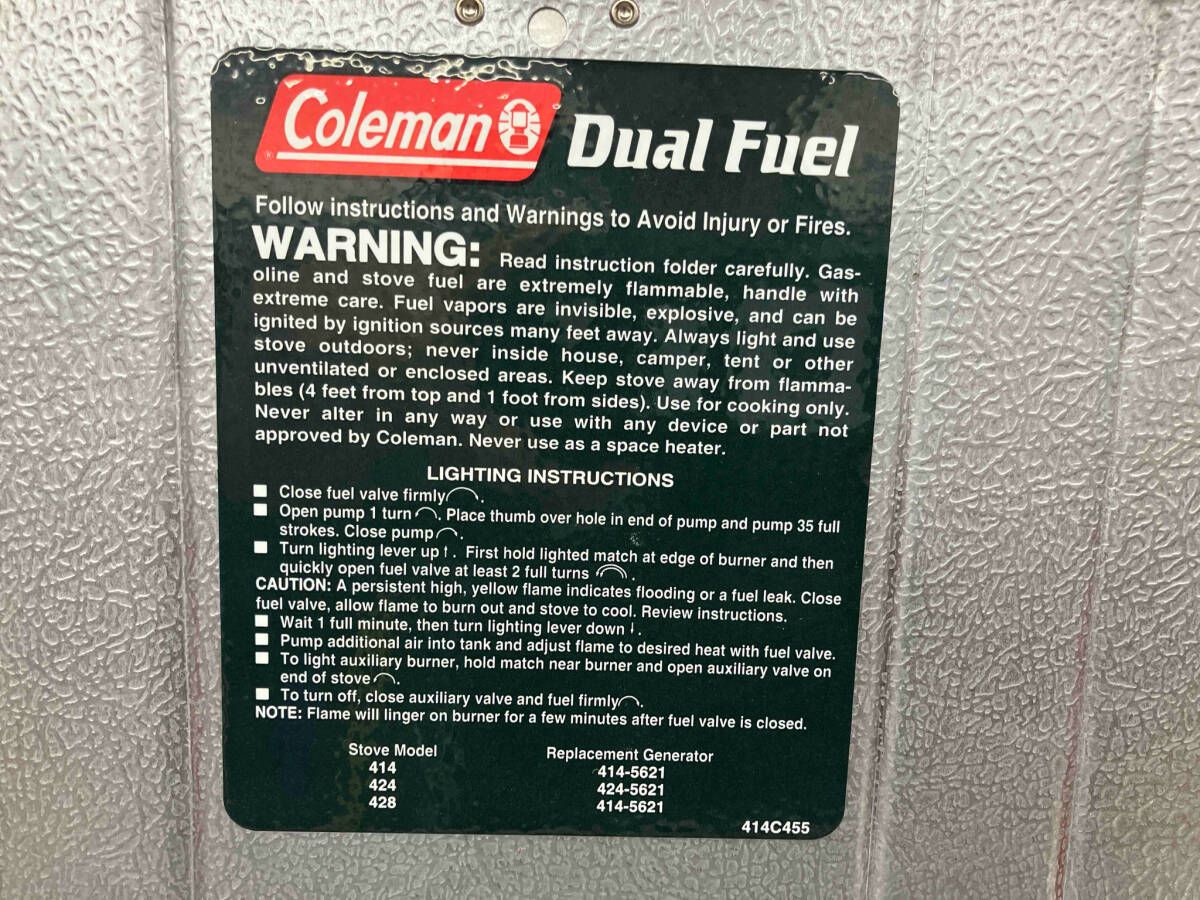 Coleman Dual Fuel
®
Follow instructions and Warnings to Avoid Injury or Fires.
WARNING: Read instruction folder carefully. Gas-
oline and stove fuel are extremely flammable, handle with
extreme care. Fuel vapors are invisible, explosive, and can be
ignited by ignition sources many feet away. Always light and use
stove outdoors; never inside house, camper, tent or other
unventilated or enclosed areas. Keep stove away from flamma-
bles (4 feet from top and 1 foot from sides). Use for cooking only.
Never alter in any way or use with any device or part not
approved by Coleman. Never use as a space heater.
LIGHTING INSTRUCTIONS
■ Close fuel valve firmly .
■ Open pump 1 turn . Place thumb over hole in end of pump and pump 35 full
strokes. Close pump .
■ Turn lighting lever up ↑ . First hold lighted match at edge of burner and then
quickly open fuel valve at least 2 full turns .
CAUTION: A persistent high, yellow flame indicates flooding or a fuel leak. Close
fuel valve, allow flame to burn out and stove to cool. Review instructions.
■ Wait 1 full minute, then turn lighting lever down ↓ .
■ Pump additional air into tank and adjust flame to desired heat with fuel valve.
■ To light auxiliary burner, hold match near burner and open auxiliary valve on
end of stove .
■ To turn off, close auxiliary valve and fuel firmly .
NOTE: Flame will linger on burner for a few minutes after fuel valve is closed.
Stove Model Replacement Generator
414 414-5621
424 424-5621
428 414-5621
414C455